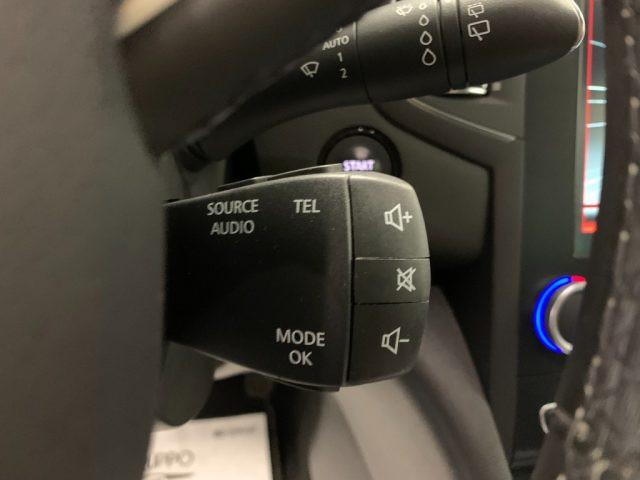 AUTO
1
2
START
SOURCE
AUDIO
TEL
MODE
OK